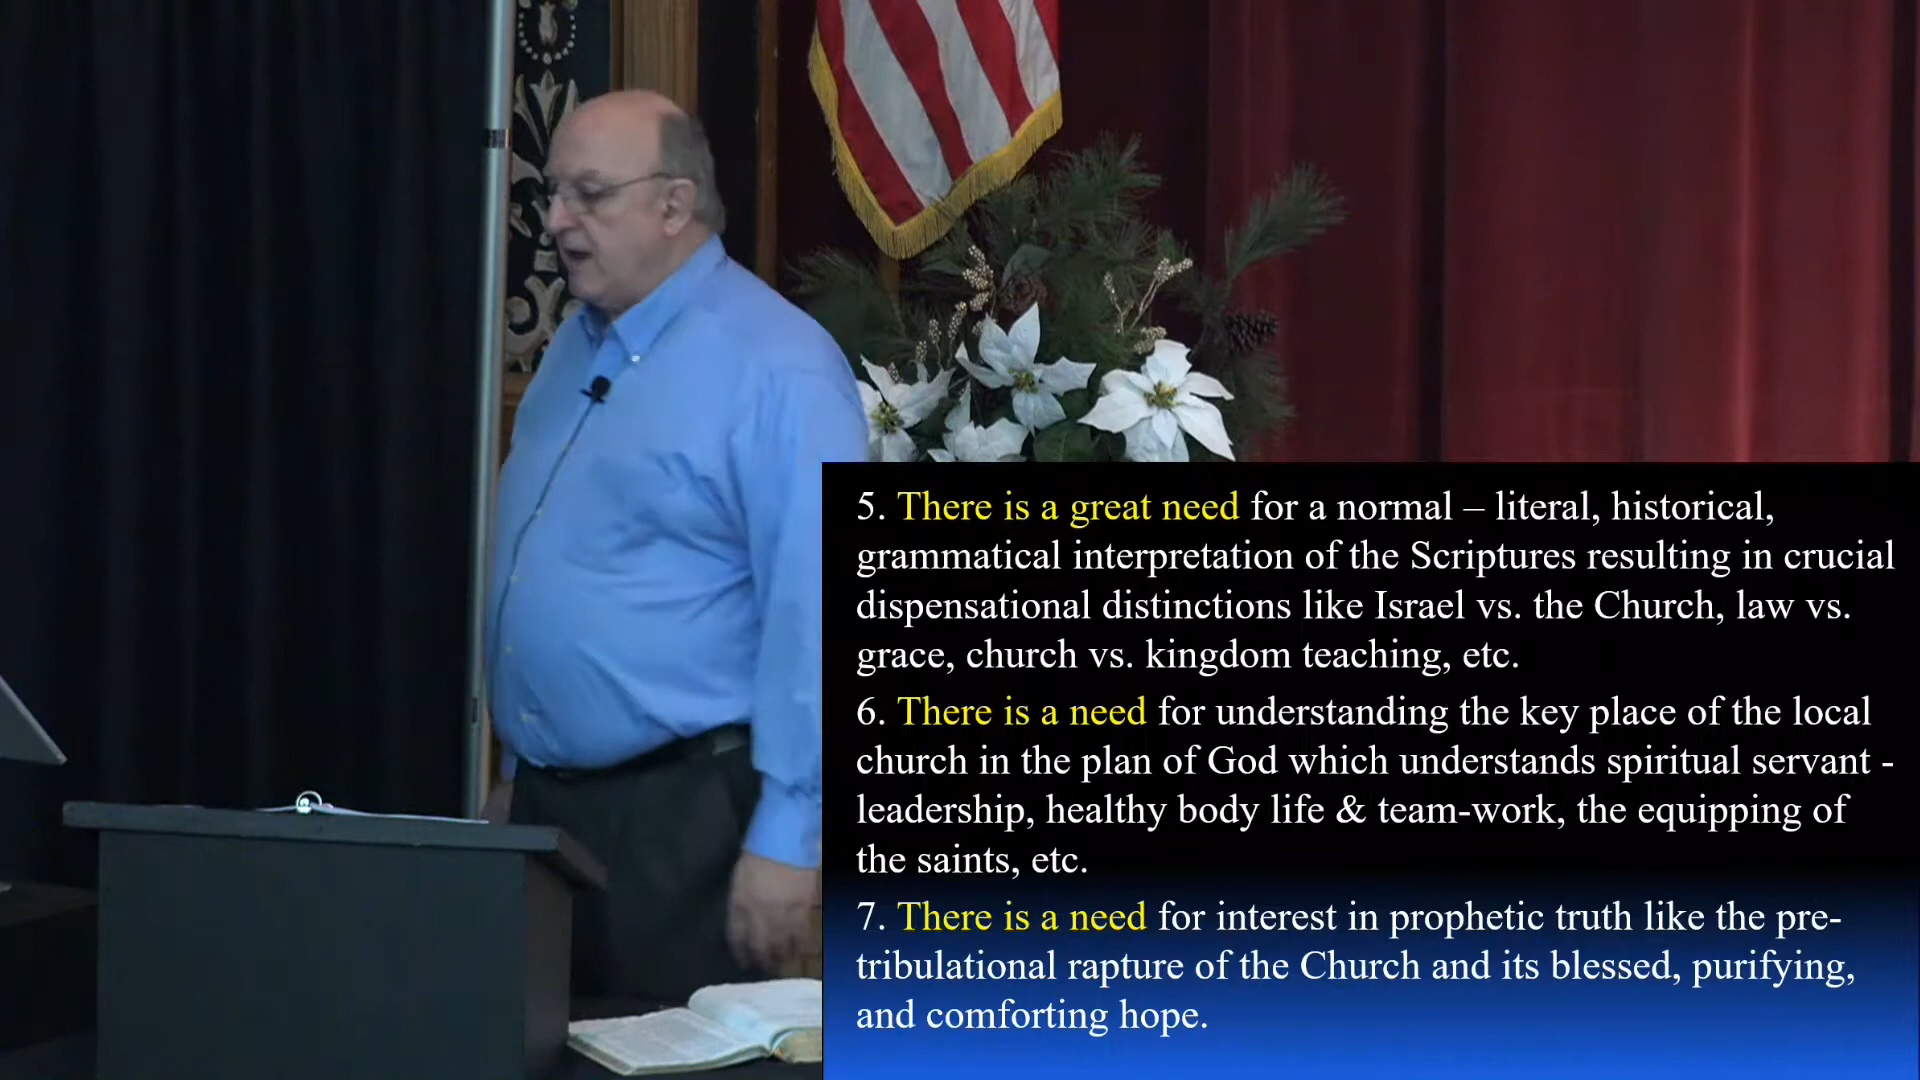 5. There is a great need for a normal – literal, historical,
grammatical interpretation of the Scriptures resulting in crucial
dispensational distinctions like Israel vs. the Church, law vs.
grace, church vs. kingdom teaching, etc.
6. There is a need for understanding the key place of the local
church in the plan of God which understands spiritual servant -
leadership, healthy body life & team-work, the equipping of
the saints, etc.
7. There is a need for interest in prophetic truth like the pre-
tribulational rapture of the Church and its blessed, purifying,
and comforting hope.